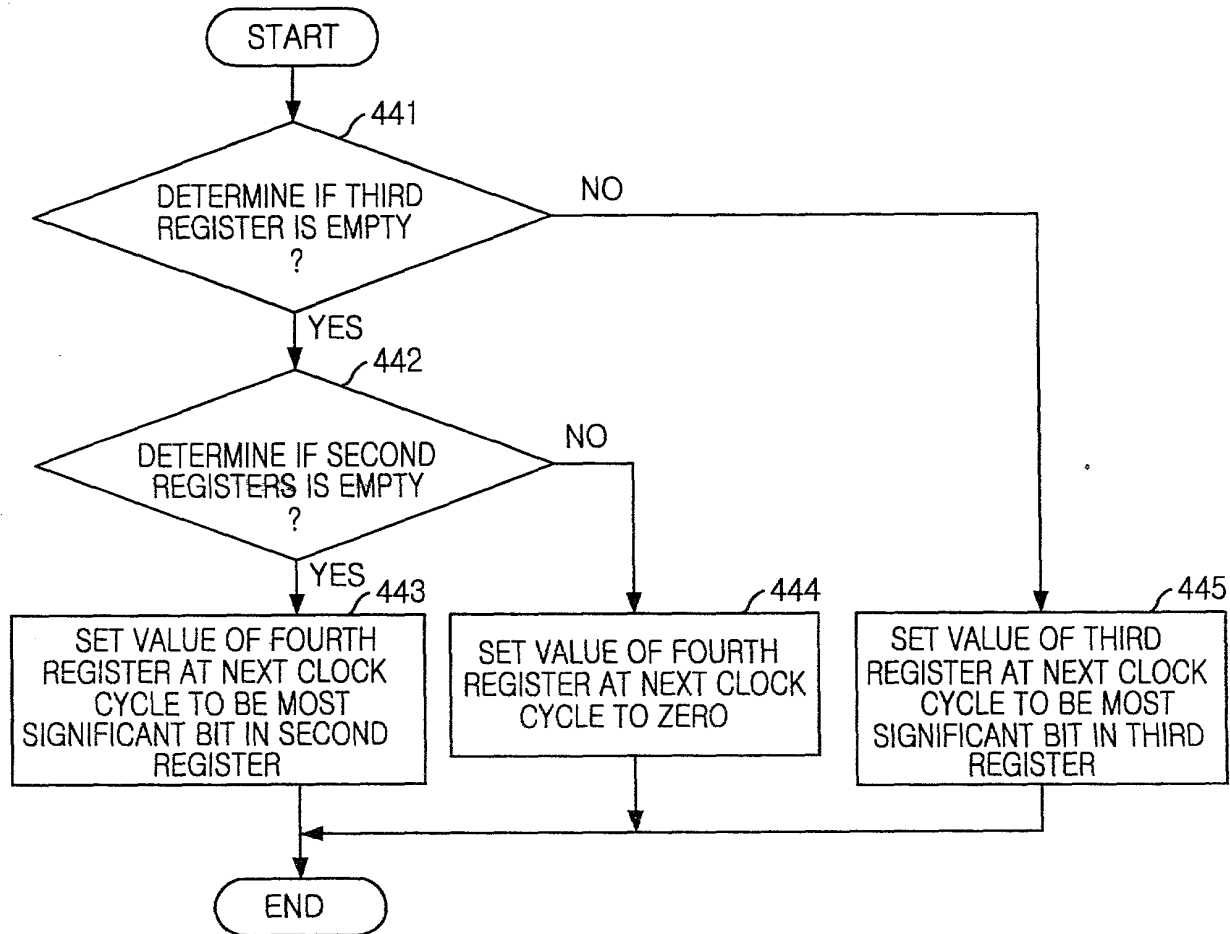 START
441
DETERMINE IF THIRD
REGISTER IS EMPTY
?
NO
YES
442
DETERMINE IF SECOND
REGISTERS IS EMPTY
?
NO
YES
443
SET VALUE OF FOURTH
REGISTER AT NEXT CLOCK
CYCLE TO BE MOST
SIGNIFICANT BIT IN SECOND
REGISTER
444
SET VALUE OF FOURTH
REGISTER AT NEXT CLOCK
CYCLE TO ZERO
445
SET VALUE OF THIRD
REGISTER AT NEXT CLOCK
CYCLE TO BE MOST
SIGNIFICANT BIT IN THIRD
REGISTER
END